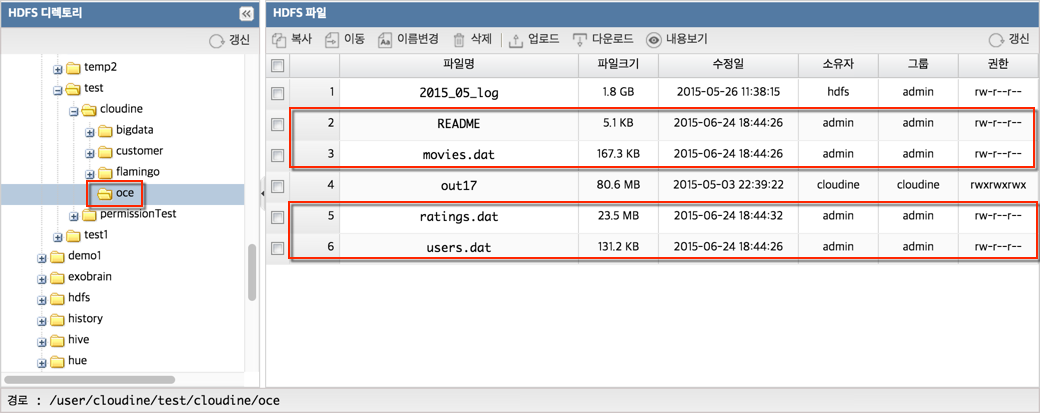 HDFS 디렉토리
갱신
temp2
test
cloudine
bigdata
customer
flamingo
oce
permissionTest
test1
demo1
exobrain
hdfs
history
hive
hue
HDFS 파일
복사 이동 이름변경 삭제 업로드 다운로드 내용보기 갱신
파일명 파일크기 수정일 소유자 그룹 권한
1 2015_05_log 1.8 GB 2015-05-26 11:38:15 hdfs admin rw-r--r--
2 README 5.1 KB 2015-06-24 18:44:26 admin admin rw-r--r--
3 movies.dat 167.3 KB 2015-06-24 18:44:26 admin admin rw-r--r--
4 out17 80.6 MB 2015-05-03 22:39:22 cloudine cloudine rwxrwxrwx
5 ratings.dat 23.5 MB 2015-06-24 18:44:32 admin admin rw-r--r--
6 users.dat 131.2 KB 2015-06-24 18:44:26 admin admin rw-r--r--
경로 : /user/cloudine/test/cloudine/oce